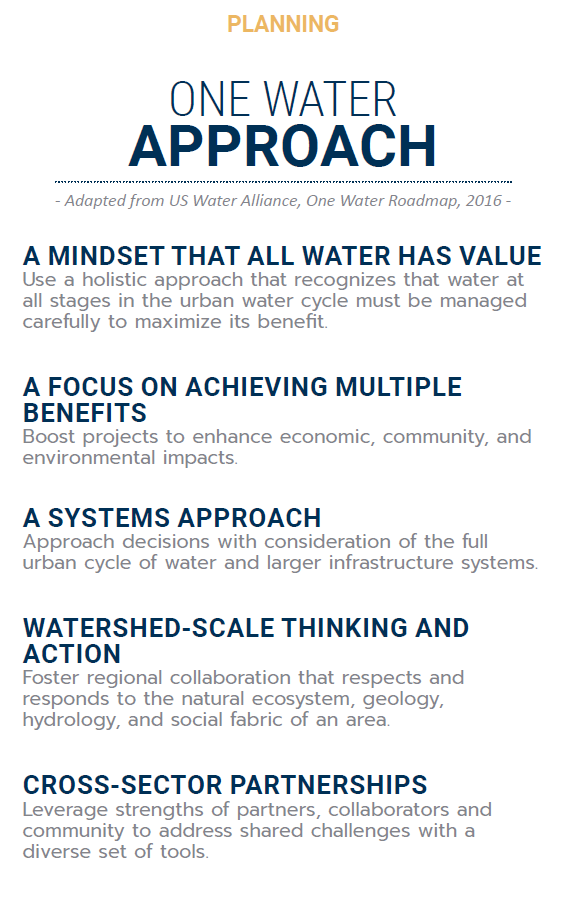 PLANNING
ONE WATER
APPROACH
- Adapted from US Water Alliance, One Water Roadmap, 2016 -
A MINDSET THAT ALL WATER HAS VALUE
Use a holistic approach that recognizes that water at
all stages in the urban water cycle must be managed
carefully to maximize its benefit.
A FOCUS ON ACHIEVING MULTIPLE
BENEFITS
Boost projects to enhance economic, community, and
environmental impacts.
A SYSTEMS APPROACH
Approach decisions with consideration of the full
urban cycle of water and larger infrastructure systems.
WATERSHED-SCALE THINKING AND
ACTION
Foster regional collaboration that respects and
responds to the natural ecosystem, geology,
hydrology, and social fabric of an area.
CROSS-SECTOR PARTNERSHIPS
Leverage strengths of partners, collaborators and
community to address shared challenges with a
diverse set of tools.